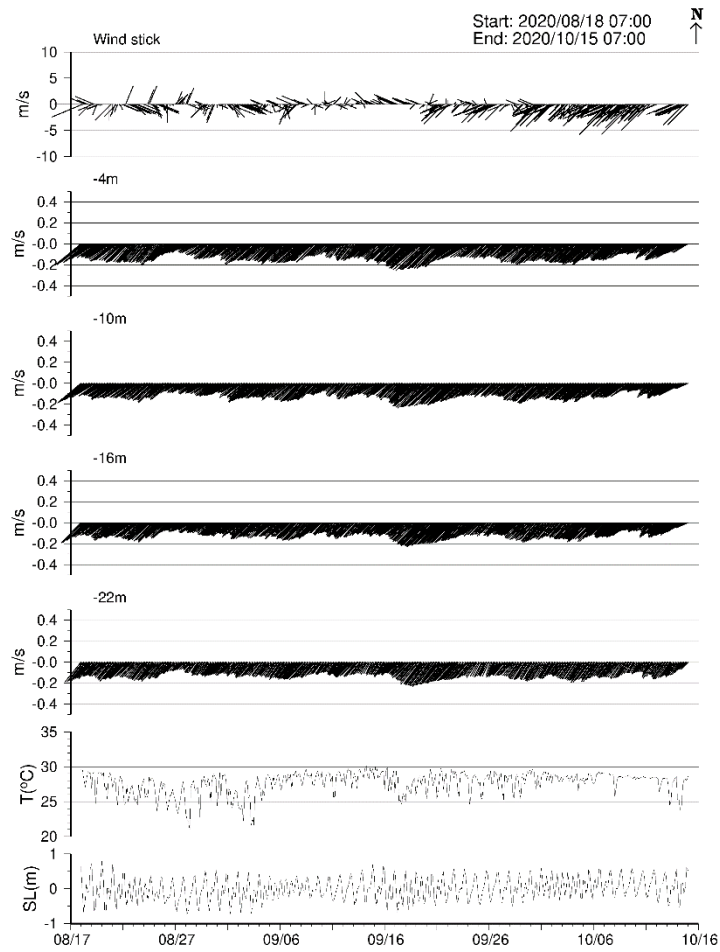 Start: 2020/08/18 07:00
N
End: 2020/10/15 07:00
Wind stick
10
5
0
-5
-10
m/s
-4m
0.4
0.2
-0.0
-0.2
-0.4
m/s
-10m
0.4
0.2
-0.0
-0.2
-0.4
m/s
-16m
0.4
0.2
-0.0
-0.2
-0.4
m/s
-22m
0.4
0.2
-0.0
-0.2
-0.4
m/s
35
30
25
20
T(ºC)
1
0
-1
SL(m)
08/17 08/27 09/06 09/16 09/26 10/06 10/16